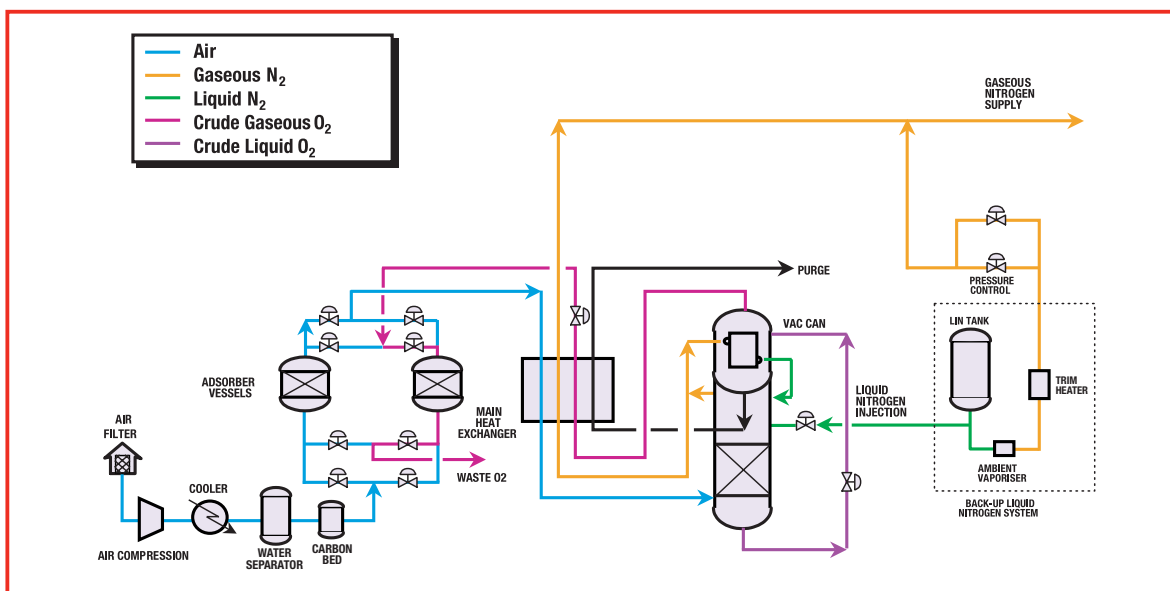 Air
Gaseous N2
Liquid N2
Crude Gaseous O2
Crude Liquid O2
GASEOUS
NITROGEN
SUPPLY
PURGE
PRESSURE
CONTROL
VAC CAN
LIN TANK
TRIM
HEATER
ADSORBER
VESSELS
LIQUID
NITROGEN
INJECTION
MAIN
HEAT
EXCHANGER
AIR
FILTER
WASTE O2
AMBIENT
VAPORISER
COOLER
BACK-UP LIQUID
NITROGEN SYSTEM
AIR COMPRESSION
WATER
SEPARATOR
CARBON
BED